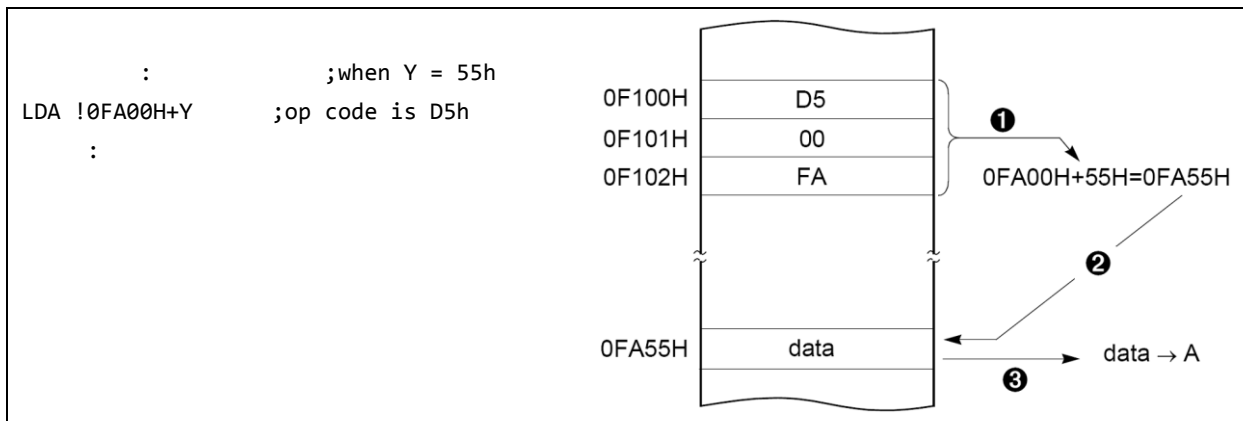 : ;when Y = 55h
LDA !0FA00H+Y ;op code is D5h
:
0F100H D5
0F101H 00
0F102H FA
❶
0FA00H+55H=0FA55H
❷
0FA55H data
data → A
❸